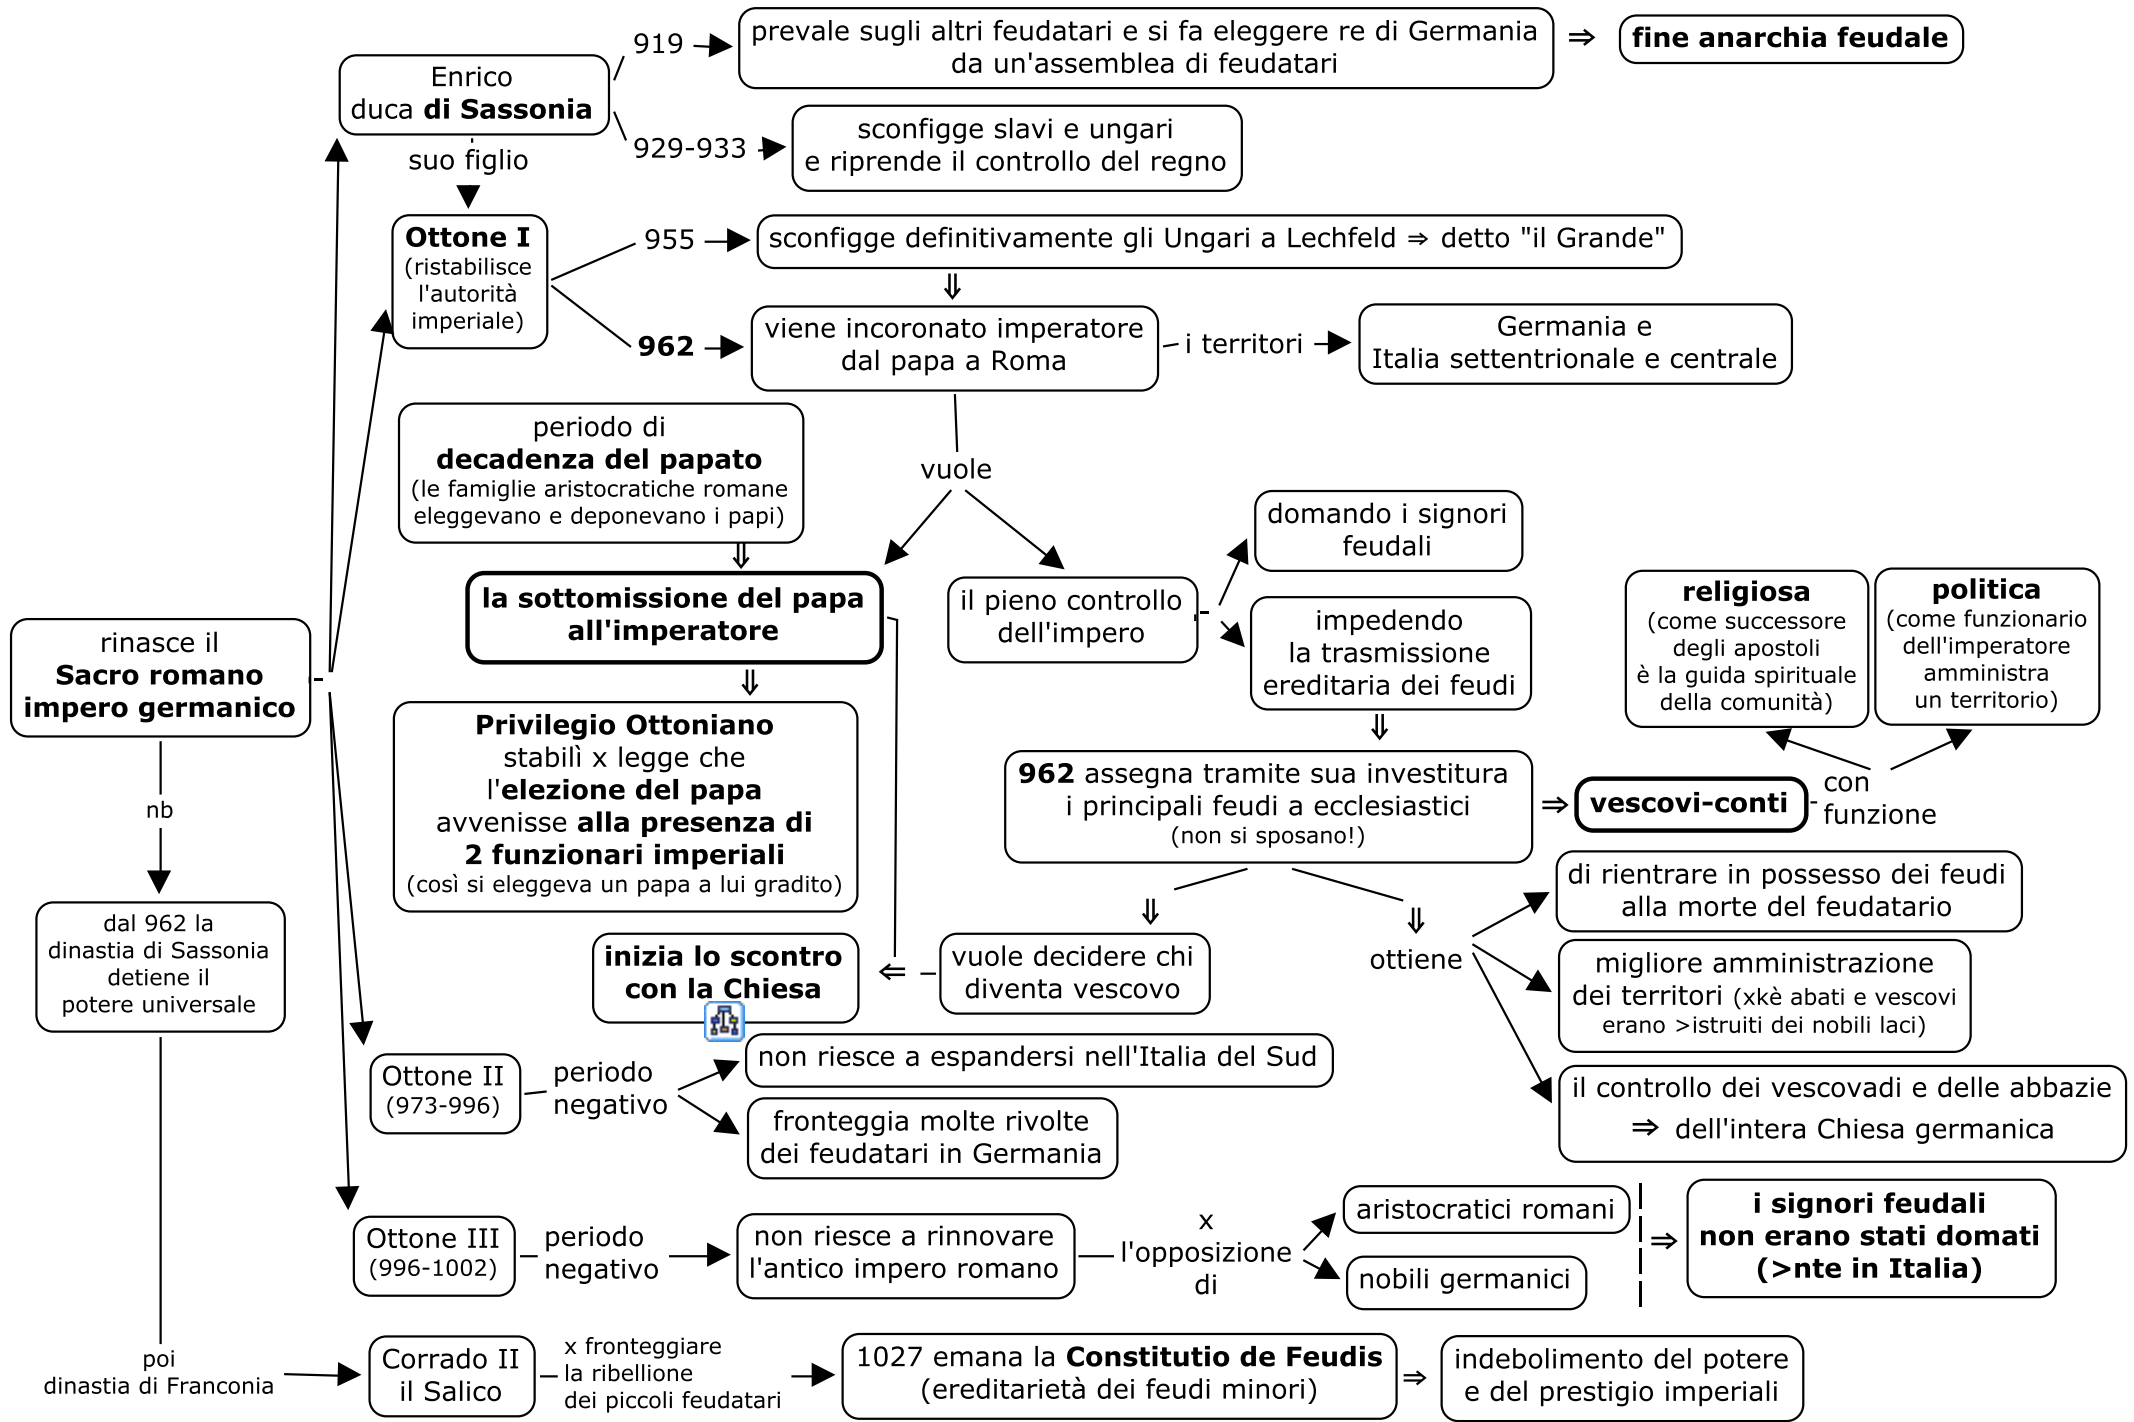 919
prevale sugli altri feudatari e si fa eleggere re di Germania
da un'assemblea di feudatari
⇒
fine anarchia feudale
Enrico
duca di Sassonia
929-933
sconfigge slavi e ungari
e riprende il controllo del regno
suo figlio
Ottone I
(ristabilisce
l'autorità
imperiale)
955
sconfigge definitivamente gli Ungari a Lechfeld ⇒ detto "il Grande"
⇓
962
viene incoronato imperatore
dal papa a Roma
i territori
Germania e
Italia settentrionale e centrale
periodo di
decadenza del papato
(le famiglie aristocratiche romane
eleggevano e deponevano i papi)
⇓
vuole
la sottomissione del papa
all'imperatore
⇓
il pieno controllo
dell'impero
domando i signori
feudali
impedendo
la trasmissione
ereditaria dei feudi
⇓
religiosa
(come successore
degli apostoli
è la guida spirituale
della comunità)
politica
(come funzionario
dell'imperatore
amministra
un territorio)
rinasce il
Sacro romano
impero germanico
Privilegio Ottoniano
stabilì x legge che
l'elezione del papa
avvenisse alla presenza di
2 funzionari imperiali
(così si eleggeva un papa a lui gradito)
962 assegna tramite sua investitura
i principali feudi a ecclesiastici
(non si sposano!)
⇒
vescovi-conti
con
funzione
nb
dal 962 la
dinastia di Sassonia
detiene il
potere universale
⇓
⇓
ottiene
di rientrare in possesso dei feudi
alla morte del feudatario
migliore amministrazione
dei territori (xkè abati e vescovi
erano >istruiti dei nobili laci)
il controllo dei vescovadi e delle abbazie
⇒ dell'intera Chiesa germanica
inizia lo scontro
con la Chiesa
⇐
vuole decidere chi
diventa vescovo
Ottone II
(973-996)
periodo
negativo
non riesce a espandersi nell'Italia del Sud
fronteggia molte rivolte
dei feudatari in Germania
Ottone III
(996-1002)
periodo
negativo
non riesce a rinnovare
l'antico impero romano
x
l'opposizione
di
aristocratici romani
nobili germanici
⇒
i signori feudali
non erano stati domati
(>nte in Italia)
poi
dinastia di Franconia
Corrado II
il Salico
x fronteggiare
la ribellione
dei piccoli feudatari
1027 emana la Constitutio de Feudis
(ereditarietà dei feudi minori)
⇒
indebolimento del potere
e del prestigio imperiali